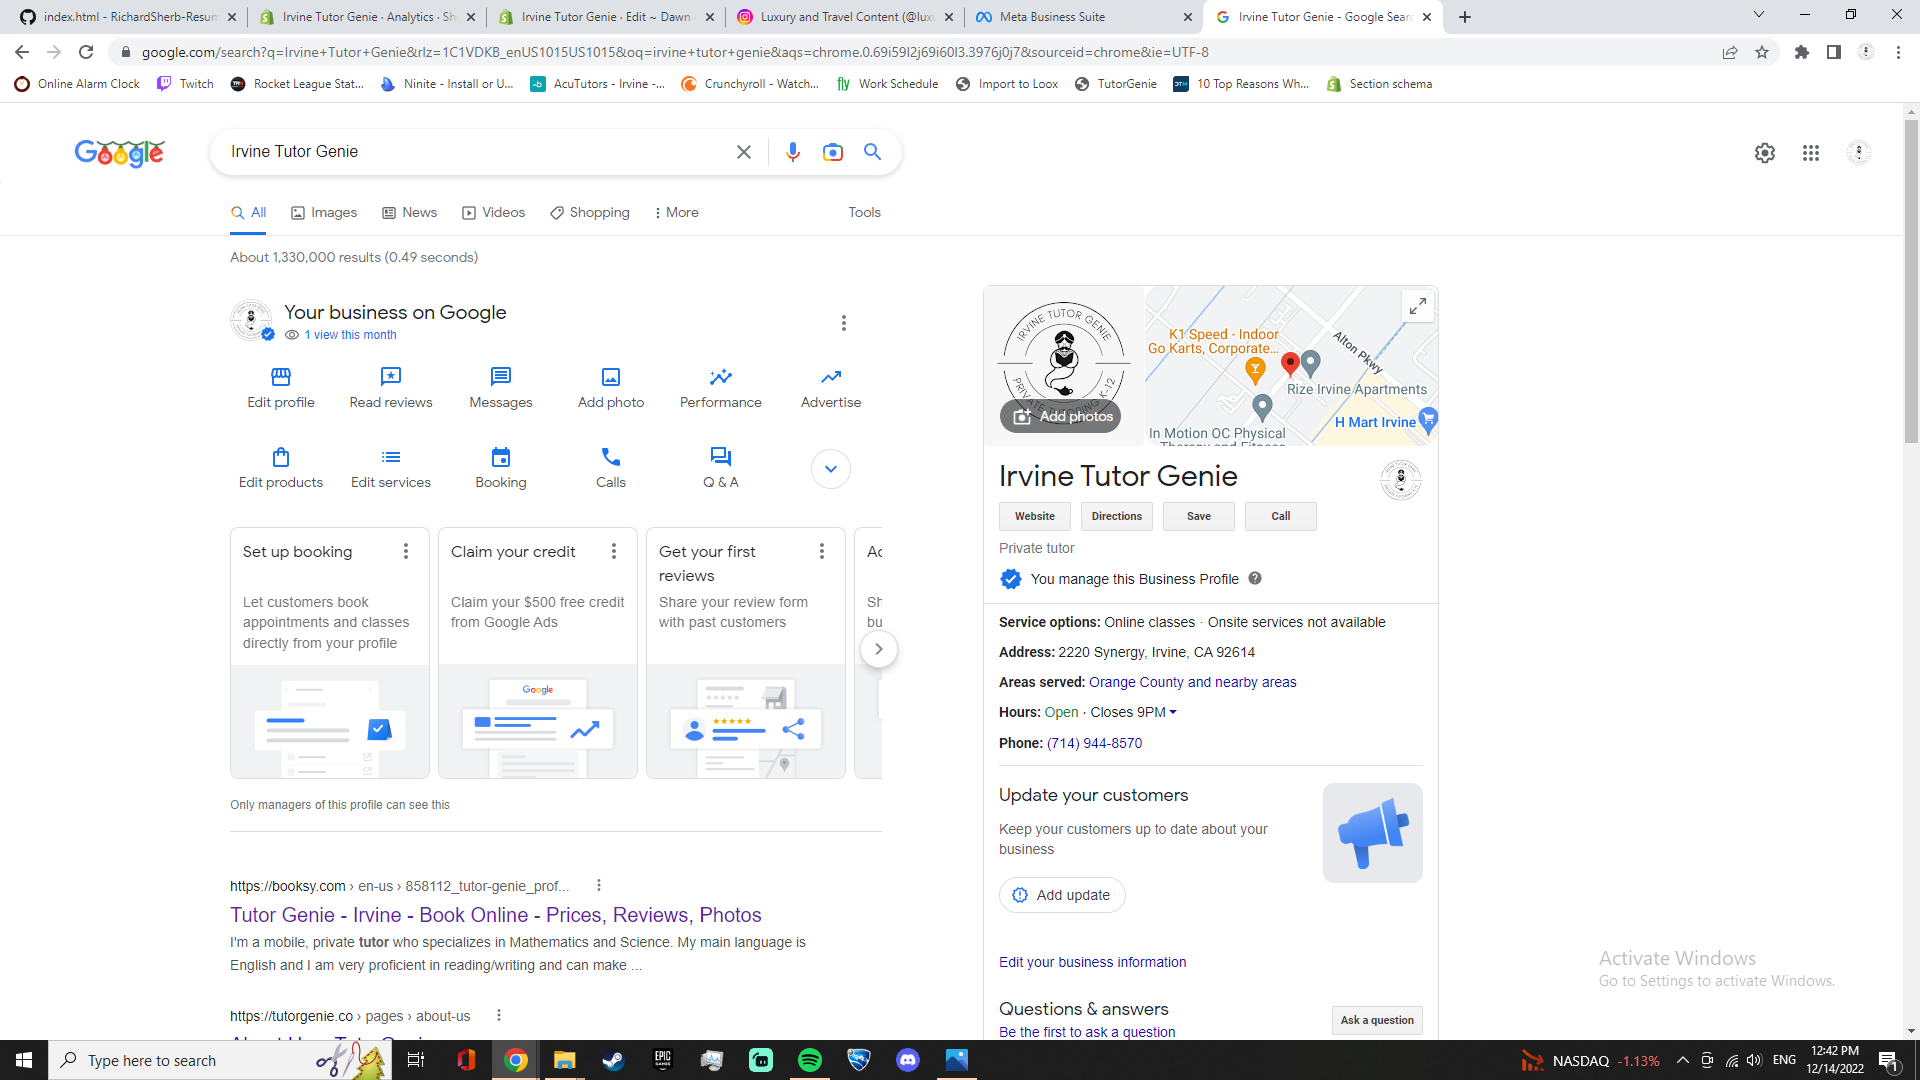 index.html - RichardSherb-Resum
Irvine Tutor Genie · Analytics · Sh
Irvine Tutor Genie · Edit ~ Dawn
Luxury and Travel Content (@lux
Meta Business Suite
Irvine Tutor Genie - Google Searc
google.com/search?q=Irvine+Tutor+Genie&rlz=1C1VDKB_enUS1015US1015&oq=irvine+tutor+genie&aqs=chrome.0.69i59l2j69i60l3.3976j0j7&sourceid=chrome&ie=UTF-8
Online Alarm Clock
Twitch
Rocket League Stat...
Ninite - Install or U...
AcuTutors - Irvine -...
Crunchyroll - Watch...
Work Schedule
Import to Loox
TutorGenie
10 Top Reasons Wh...
Section schema
Google
Irvine Tutor Genie
All
Images
News
Videos
Shopping
More
Tools
About 1,330,000 results (0.49 seconds)
Your business on Google
1 view this month
Edit profile
Read reviews
Messages
Add photo
Performance
Advertise
Edit products
Edit services
Booking
Calls
Q & A
Set up booking
Let customers book
appointments and classes
directly from your profile
Claim your credit
Claim your $500 free credit
from Google Ads
Google
Get your first
reviews
Share your review form
with past customers
Ac
Sh
bu
Only managers of this profile can see this
https://booksy.com › en-us › 858112_tutor-genie_prof...
Tutor Genie - Irvine - Book Online - Prices, Reviews, Photos
I'm a mobile, private tutor who specializes in Mathematics and Science. My main language is
English and I am very proficient in reading/writing and can make ...
https://tutorgenie.co › pages › about-us
IRVINE TUTOR GENIE
PRIVATE TUTORING K-12
Add photos
K1 Speed - Indoor
Go Karts, Corporate...
Alton Pkwy
Rize Irvine Apartments
H Mart Irvine
In Motion OC Physical
Therapy and Fitness
Irvine Tutor Genie
Website
Directions
Save
Call
Private tutor
You manage this Business Profile
Service options: Online classes · Onsite services not available
Address: 2220 Synergy, Irvine, CA 92614
Areas served: Orange County and nearby areas
Hours: Open · Closes 9PM
Phone: (714) 944-8570
Update your customers
Keep your customers up to date about your
business
Add update
Edit your business information
Questions & answers
Be the first to ask a question
Ask a question
Activate Windows
Go to Settings to activate Windows.
Type here to search
EPIC
GAMES
NASDAQ -1.13%
ENG
12:42 PM
12/14/2022
1